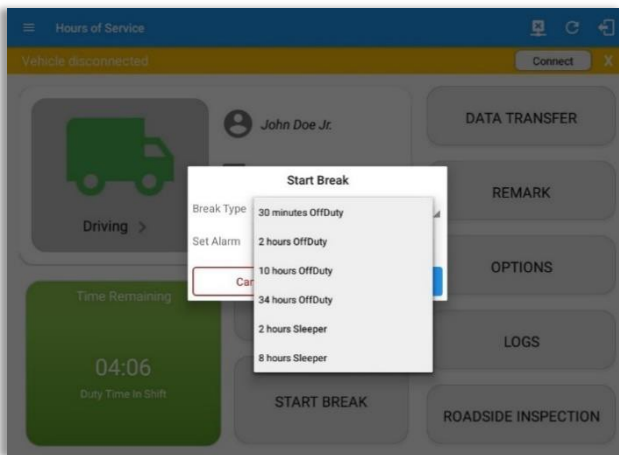 Hours of Service
Vehicle disconnected
Connect
X
John Doe Jr.
Driving >
Start Break
Break Type
30 minutes OffDuty
2 hours OffDuty
10 hours OffDuty
34 hours OffDuty
2 hours Sleeper
8 hours Sleeper
Set Alarm
DATA TRANSFER
REMARK
OPTIONS
LOGS
ROADSIDE INSPECTION
Time Remaining
04:06
Duty Time In Shift
START BREAK